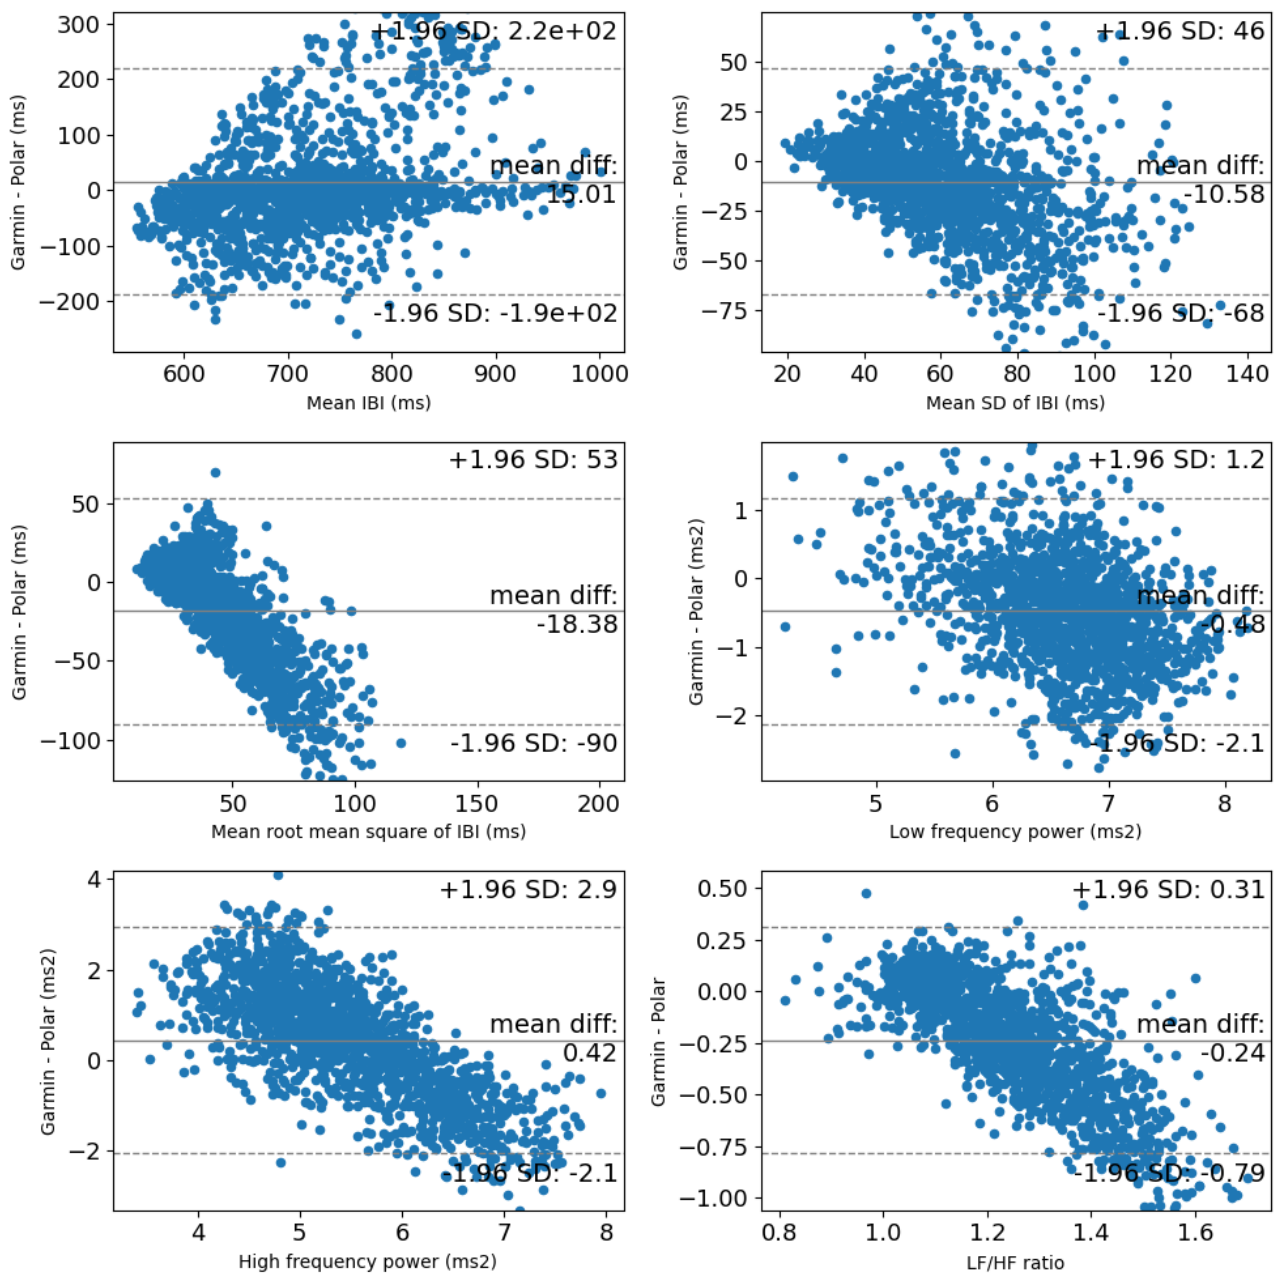 300
200
100
0
−100
−200
Garmin - Polar (ms)
+1.96 SD: 2.2e+02
mean diff:
15.01
-1.96 SD: -1.9e+02
600 700 800 900 1000
Mean IBI (ms)
50
25
0
−25
−50
−75
Garmin - Polar (ms)
+1.96 SD: 46
mean diff:
-10.58
-1.96 SD: -68
20 40 60 80 100 120 140
Mean SD of IBI (ms)
50
0
−50
−100
Garmin - Polar (ms)
+1.96 SD: 53
mean diff:
-18.38
-1.96 SD: -90
50 100 150 200
Mean root mean square of IBI (ms)
1
0
−1
−2
Garmin - Polar (ms2)
+1.96 SD: 1.2
mean diff:
-0.48
-1.96 SD: -2.1
5 6 7 8
Low frequency power (ms2)
4
2
0
−2
Garmin - Polar (ms2)
+1.96 SD: 2.9
mean diff:
0.42
-1.96 SD: -2.1
4 5 6 7 8
High frequency power (ms2)
0.50
0.25
0.00
−0.25
−0.50
−0.75
−1.00
Garmin - Polar
+1.96 SD: 0.31
mean diff:
-0.24
-1.96 SD: -0.79
0.8 1.0 1.2 1.4 1.6
LF/HF ratio